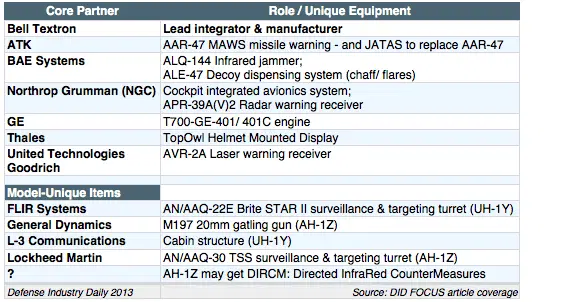 Core Partner Role / Unique Equipment
Bell Textron Lead integrator & manufacturer
ATK AAR-47 MAWS missile warning - and JATAS to replace AAR-47
BAE Systems ALQ-144 Infrared jammer;
ALE-47 Decoy dispensing system (chaff/ flares)
Northrop Grumman (NGC) Cockpit integrated avionics system;
APR-39A(V)2 Radar warning receiver
GE T700-GE-401/ 401C engine
Thales TopOwl Helmet Mounted Display
United Technologies AVR-2A Laser warning receiver
Goodrich
Model-Unique Items
FLIR Systems AN/AAQ-22E Brite STAR II surveillance & targeting turret (UH-1Y)
General Dynamics M197 20mm gatling gun (AH-1Z)
L-3 Communications Cabin structure (UH-1Y)
Lockheed Martin AN/AAQ-30 TSS surveillance & targeting turret (AH-1Z)
? AH-1Z may get DIRCM: Directed InfraRed CounterMeasures
Defense Industry Daily 2013 Source: DID FOCUS article coverage